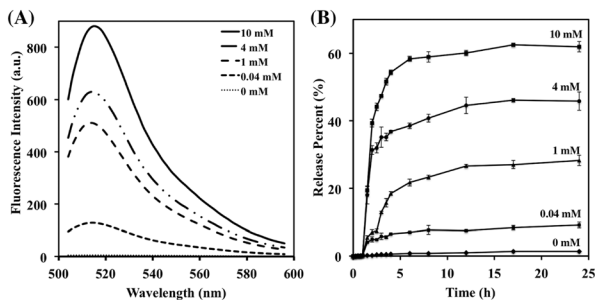 (A)
Fluorescence Intensity (a.u.)
800
600
400
200
0
10 mM
4 mM
1 mM
0.04 mM
0 mM
500 520 540 560 580 600
Wavelength (nm)
(B)
Release Percent (%)
60
40
20
0
10 mM
4 mM
1 mM
0.04 mM
0 mM
0 5 10 15 20 25
Time (h)